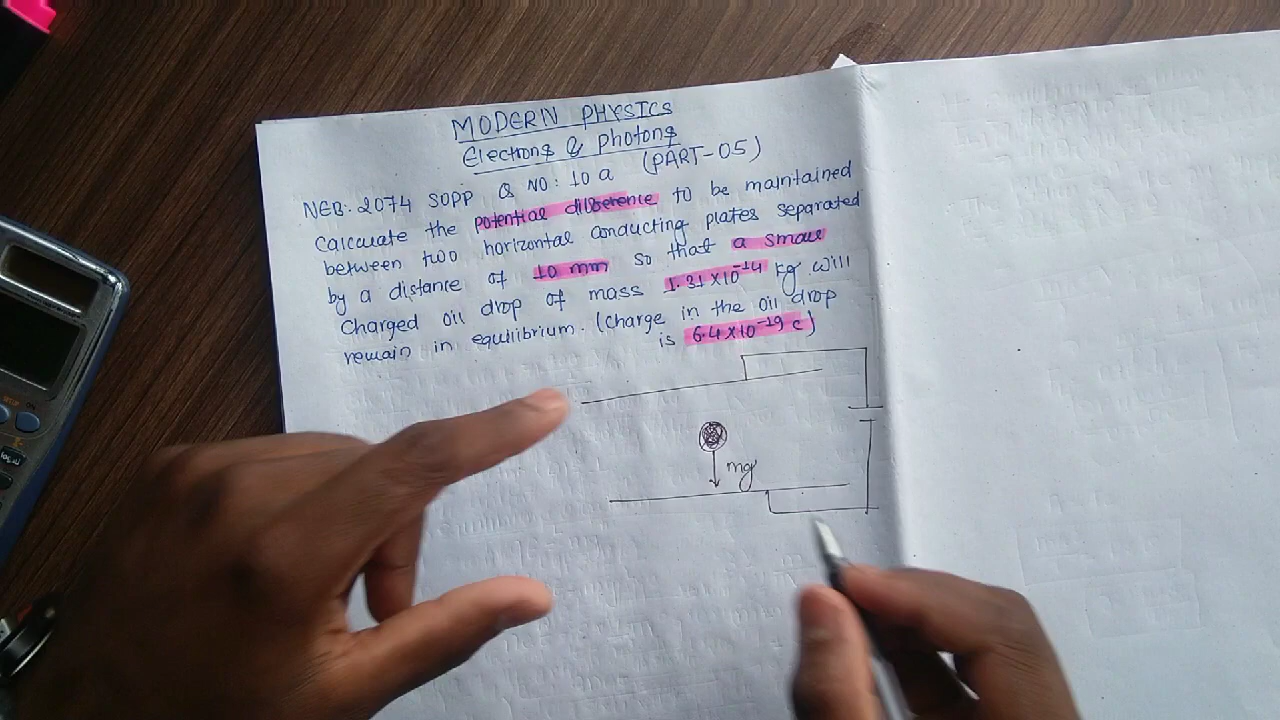 MODERN PHYSICS
Electrons & Photons
(PART-05)
NEB: 2074 SUPP Q NO: 10 a
Calculate the potential difference to be maintained
between two horizontal conducting plates separated
by a distance of 10 mm so that a small
Charged oil drop of mass 1.31×10⁻¹⁴ kg will
remain in equilibrium. (Charge in the oil drop
is 6.4×10⁻¹⁹ C)
mg